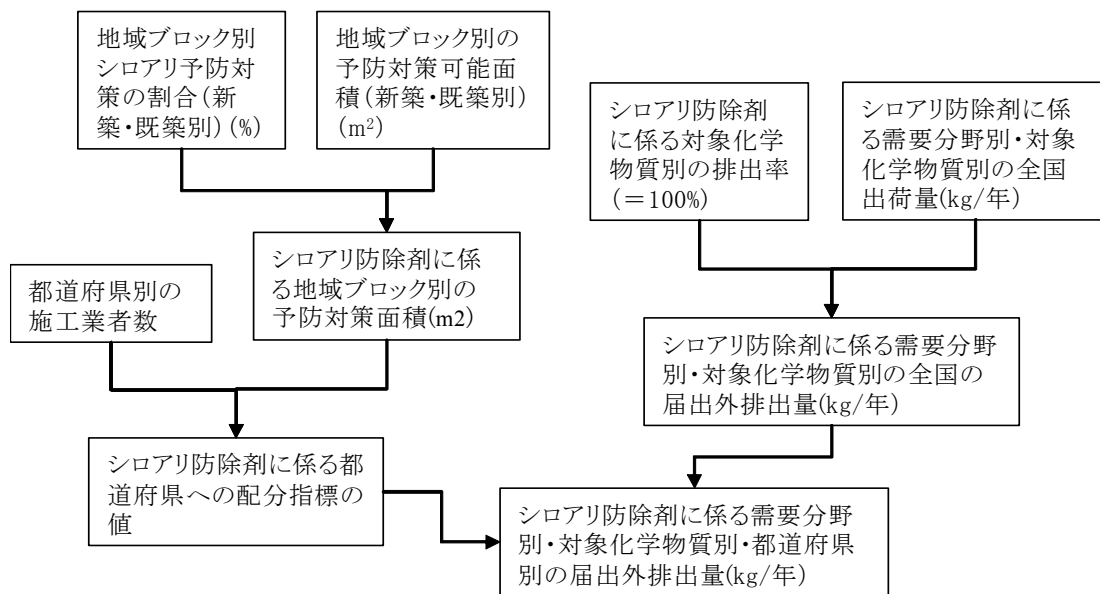 地域ブロック別
シロアリ予防対
策の割合（新
築・既築別）(%)
地域ブロック別の
予防対策可能面
積（新築・既築別）
（m²）
シロアリ防除剤
に係る対象化学
物質別の排出率
（＝100%）
シロアリ防除剤に係
る需要分野別・対象
化学物質別の全国
出荷量(kg/年)
都道府県別の
施工業者数
シロアリ防除剤に係
る地域ブロック別の
予防対策面積(m2)
シロアリ防除剤に係る需要分野
別・対象化学物質別の全国の
届出外排出量(kg/年)
シロアリ防除剤に係る都
道府県への配分指標の
値
シロアリ防除剤に係る需要分野
別・対象化学物質別・都道府県
別の届出外排出量(kg/年)